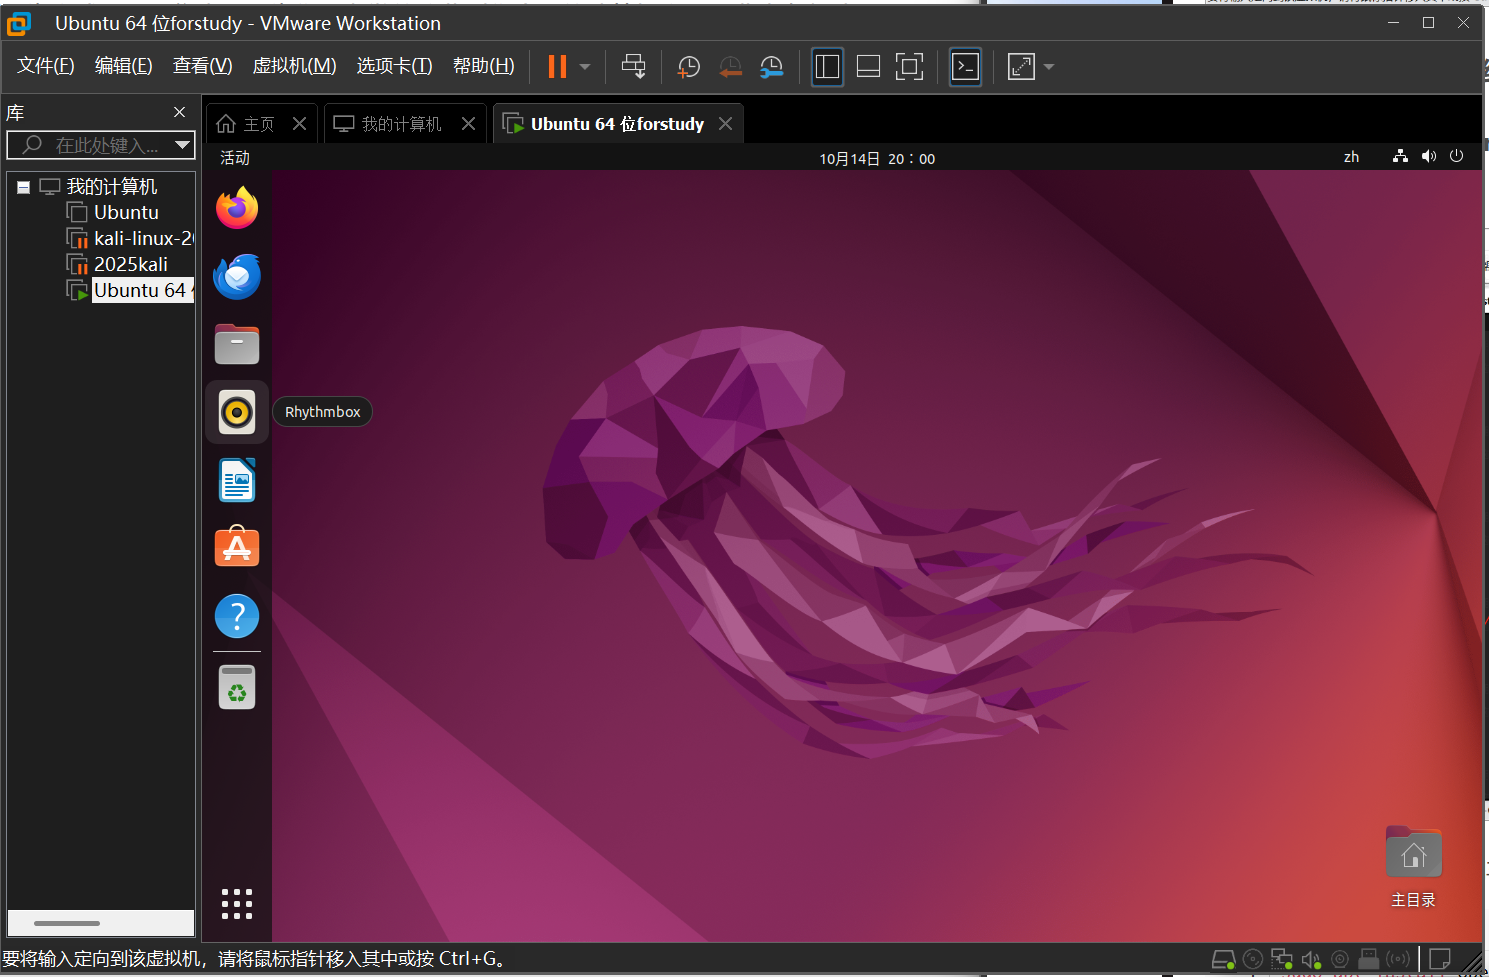 Ubuntu 64 位forstudy - VMware Workstation
文件(F) 编辑(E) 查看(V) 虚拟机(M) 选项卡(T) 帮助(H)
库
在此处键入...
主页
我的计算机
Ubuntu 64 位forstudy
活动
10月14日 20：00
zh
我的计算机
Ubuntu
kali-linux-2
2025kali
Ubuntu 64
Rhythmbox
主目录
要将输入定向到该虚拟机，请将鼠标指针移入其中或按 Ctrl+G。